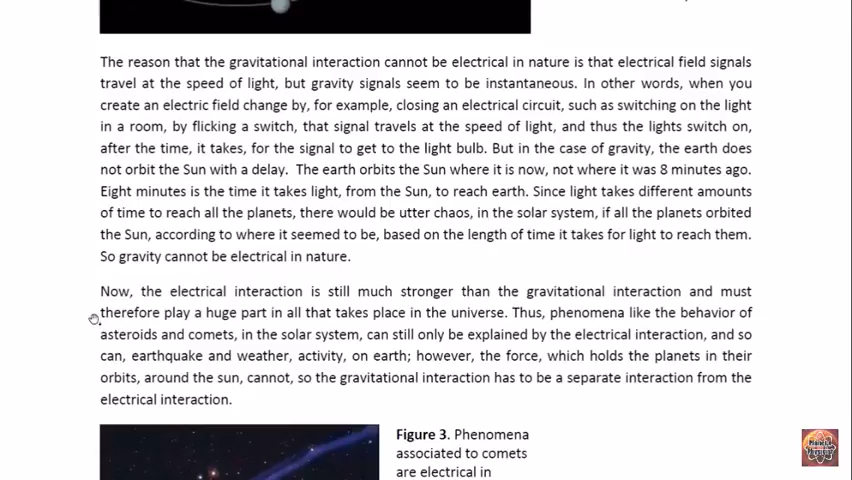 The reason that the gravitational interaction cannot be electrical in nature is that electrical field signals
travel at the speed of light, but gravity signals seem to be instantaneous. In other words, when you
create an electric field change by, for example, closing an electrical circuit, such as switching on the light
in a room, by flicking a switch, that signal travels at the speed of light, and thus the lights switch on,
after the time, it takes, for the signal to get to the light bulb. But in the case of gravity, the earth does
not orbit the Sun with a delay. The earth orbits the Sun where it is now, not where it was 8 minutes ago.
Eight minutes is the time it takes light, from the Sun, to reach earth. Since light takes different amounts
of time to reach all the planets, there would be utter chaos, in the solar system, if all the planets orbited
the Sun, according to where it seemed to be, based on the length of time it takes for light to reach them.
So gravity cannot be electrical in nature.
Now, the electrical interaction is still much stronger than the gravitational interaction and must
therefore play a huge part in all that takes place in the universe. Thus, phenomena like the behavior of
asteroids and comets, in the solar system, can still only be explained by the electrical interaction, and so
can, earthquake and weather, activity, on earth; however, the force, which holds the planets in their
orbits, around the sun, cannot, so the gravitational interaction has to be a separate interaction from the
electrical interaction.
Figure 3. Phenomena
associated to comets
are electrical in